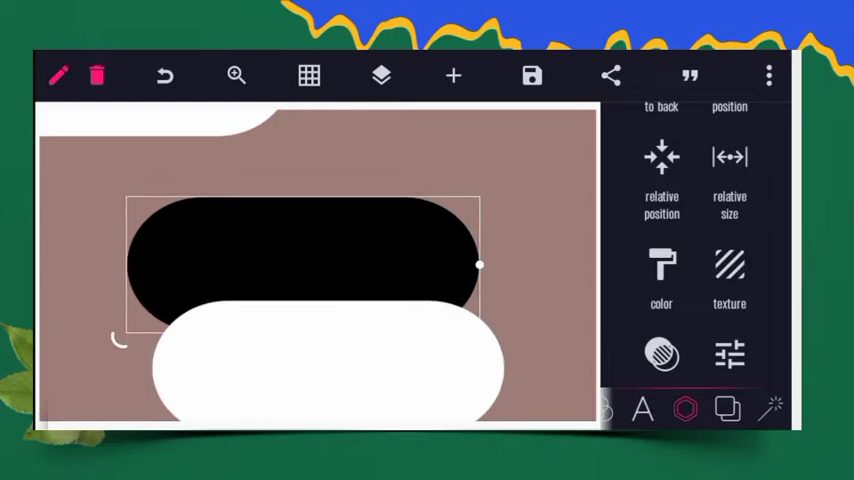 to back
position
relative
position
relative
size
color
texture